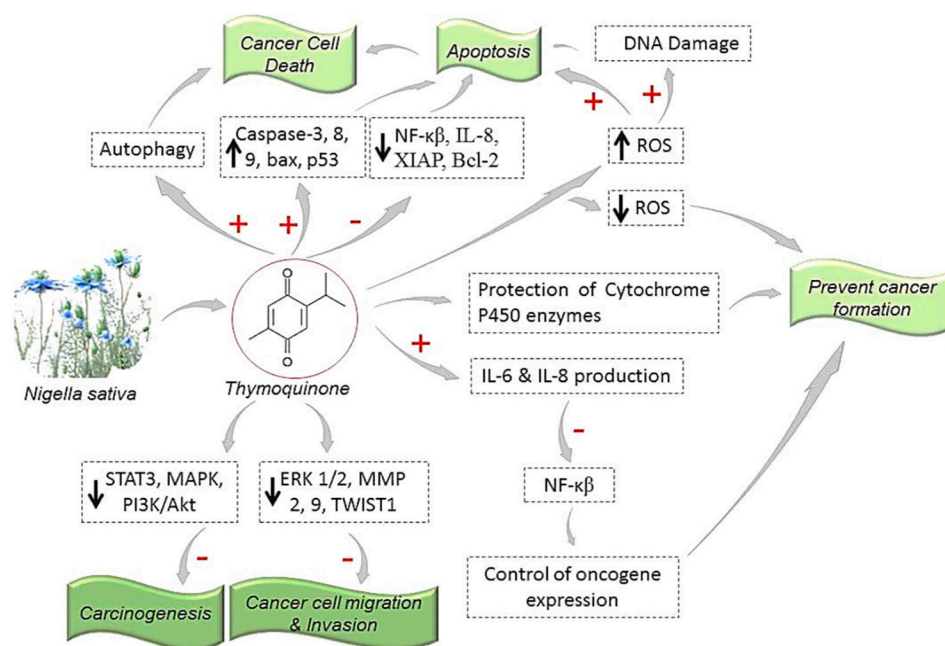 Cancer Cell
Death
Apoptosis
DNA Damage
+
+
Autophagy
↑ Caspase-3, 8,
9, bax, p53
↓ NF-κβ, IL-8,
XIAP, Bcl-2
↑ ROS
↓ ROS
+
+
-
Nigella sativa
O
O
Thymoquinone
Protection of Cytochrome
P450 enzymes
Prevent cancer
formation
+
IL-6 & IL-8 production
-
NF-κβ
Control of oncogene
expression
↓ STAT3, MAPK,
PI3K/Akt
↓ ERK 1/2, MMP
2, 9, TWIST1
-
-
Carcinogenesis
Cancer cell migration
& Invasion